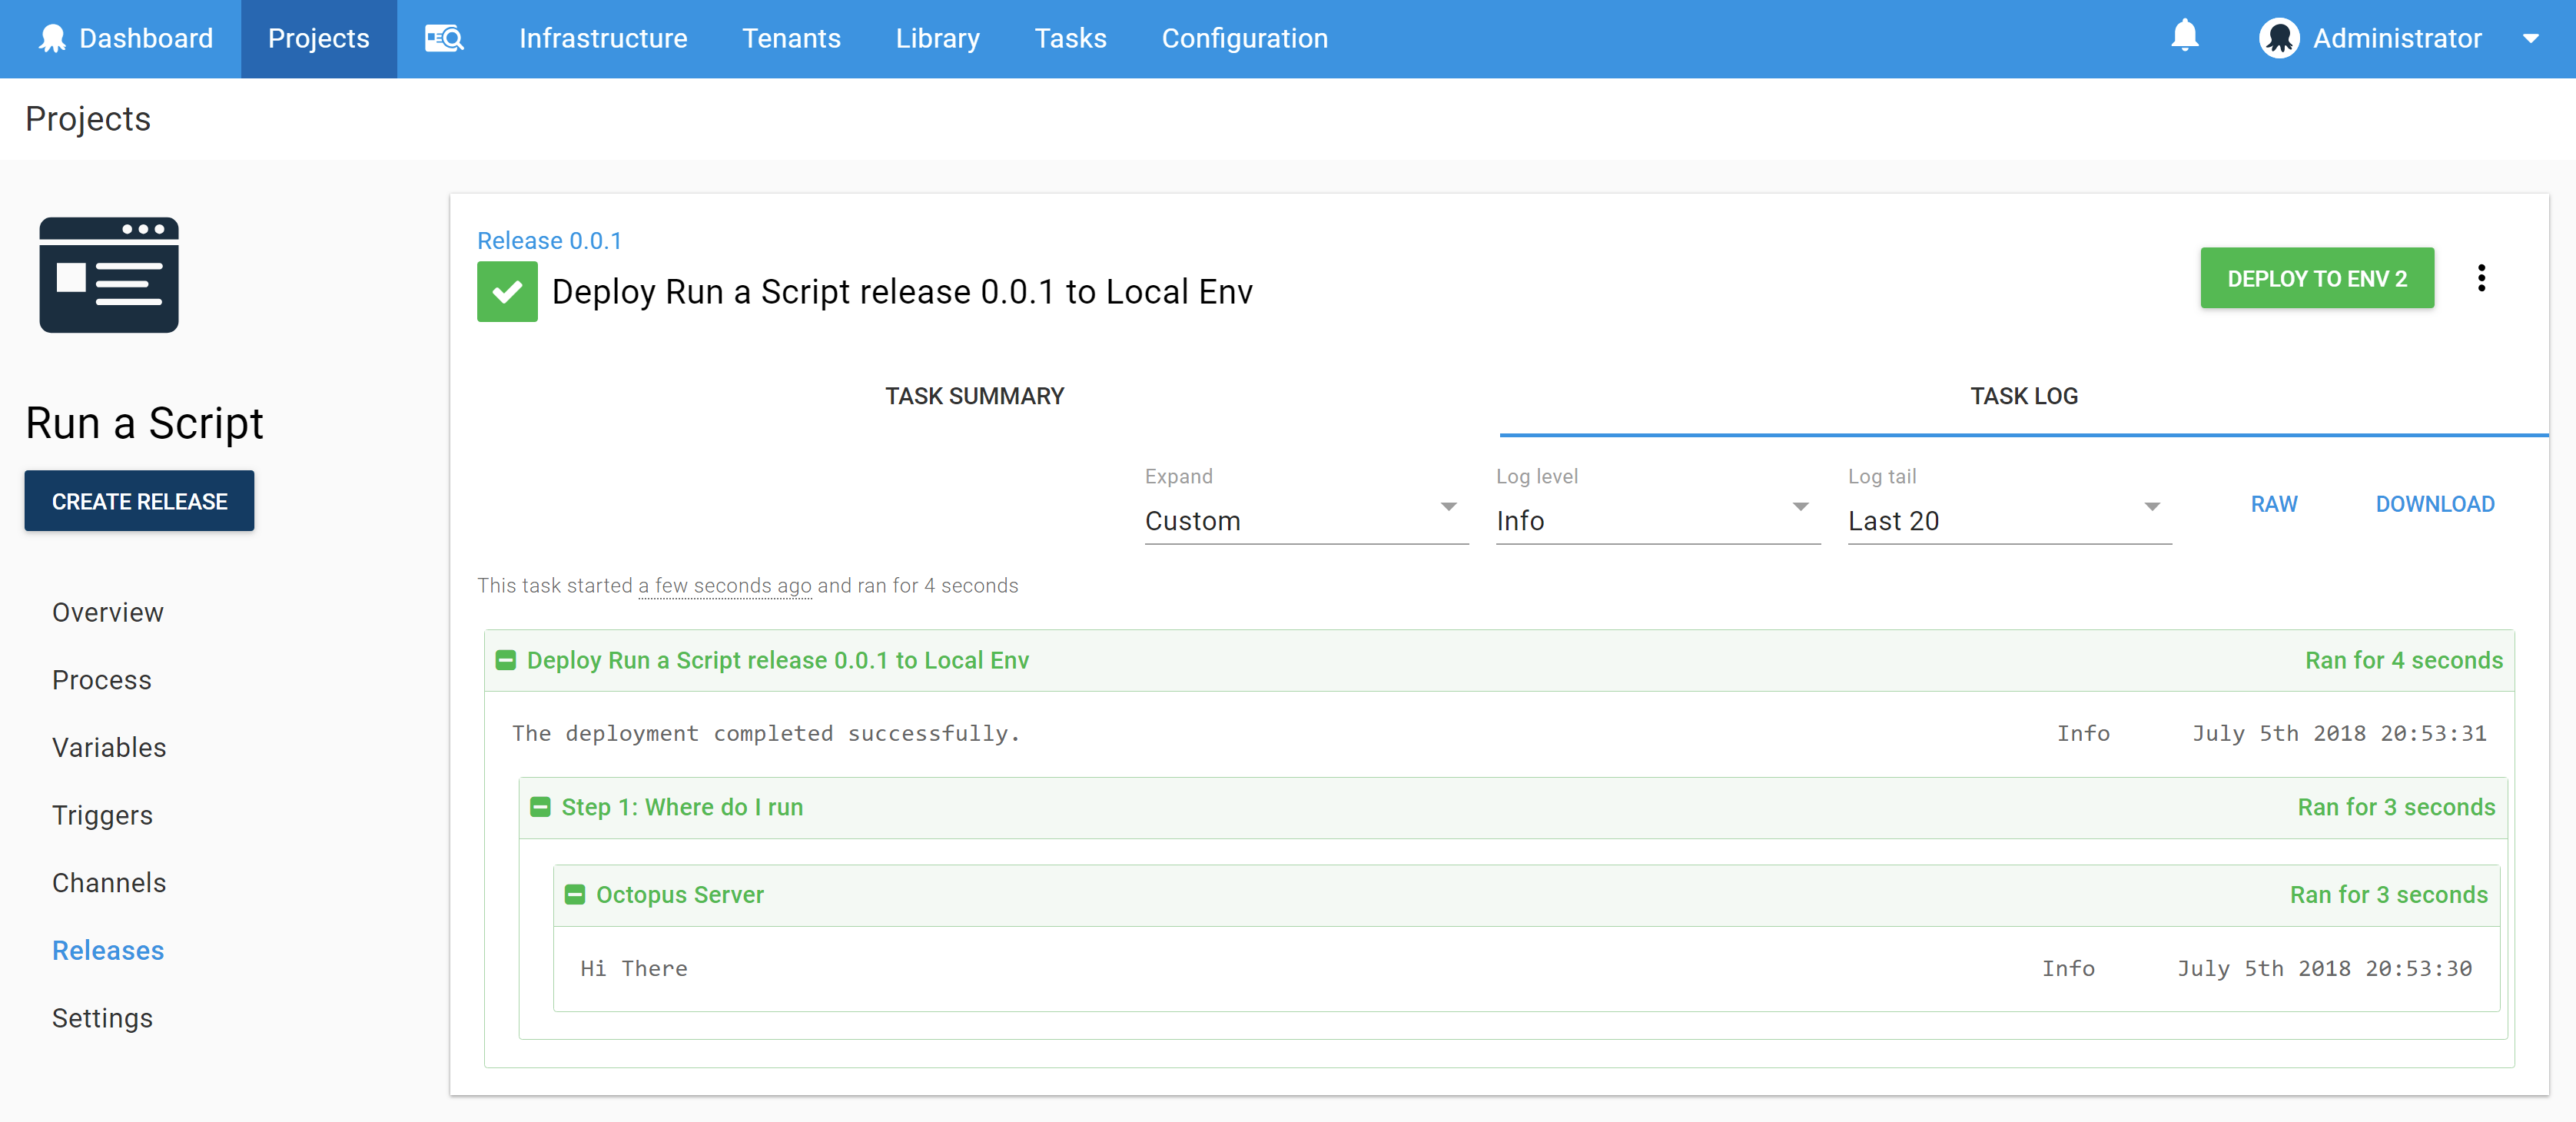 Dashboard Projects Infrastructure Tenants Library Tasks Configuration Administrator
Projects
Run a Script
CREATE RELEASE
Overview
Process
Variables
Triggers
Channels
Releases
Settings
Release 0.0.1
Deploy Run a Script release 0.0.1 to Local Env
DEPLOY TO ENV 2
TASK SUMMARY TASK LOG
Expand Log level Log tail
Custom Info Last 20 RAW DOWNLOAD
This task started a few seconds ago and ran for 4 seconds
Deploy Run a Script release 0.0.1 to Local Env Ran for 4 seconds
The deployment completed successfully. Info July 5th 2018 20:53:31
Step 1: Where do I run Ran for 3 seconds
Octopus Server Ran for 3 seconds
Hi There Info July 5th 2018 20:53:30